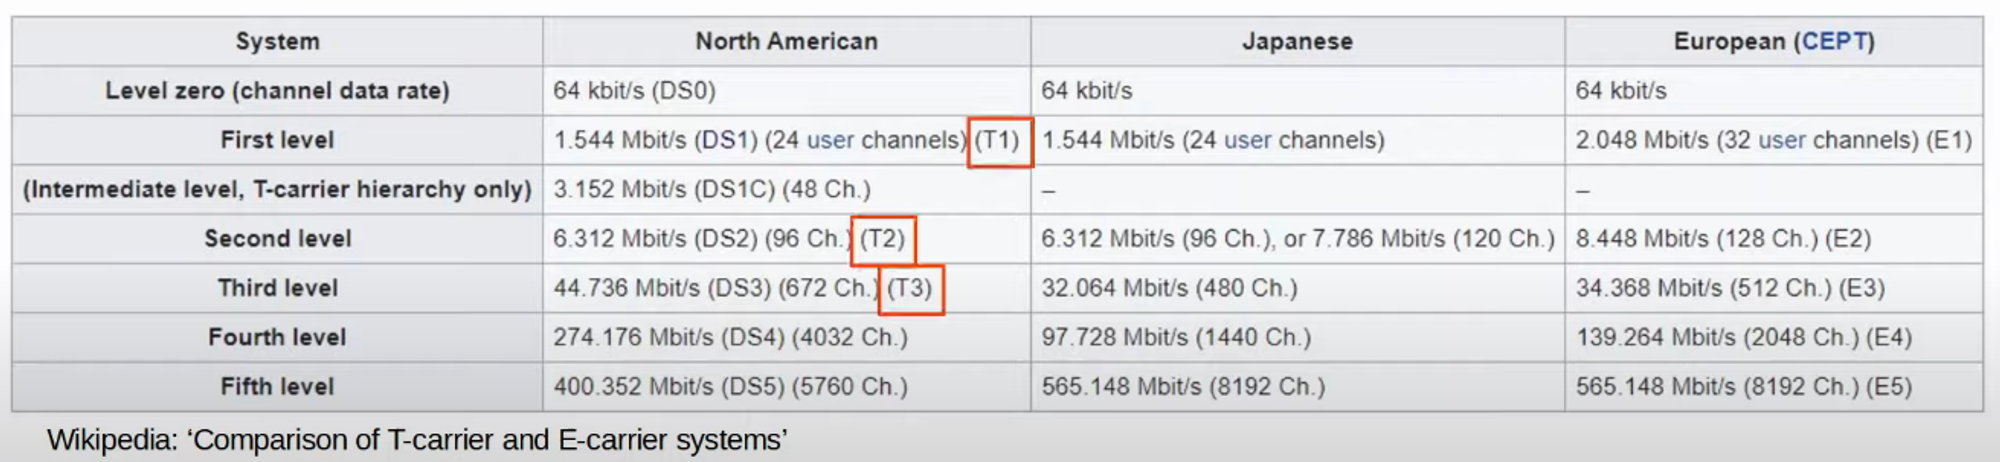 System North American Japanese European (CEPT)
Level zero (channel data rate) 64 kbit/s (DS0) 64 kbit/s 64 kbit/s
First level 1.544 Mbit/s (DS1) (24 user channels) (T1) 1.544 Mbit/s (24 user channels) 2.048 Mbit/s (32 user channels) (E1)
(Intermediate level, T-carrier hierarchy only) 3.152 Mbit/s (DS1C) (48 Ch.) – –
Second level 6.312 Mbit/s (DS2) (96 Ch.) (T2) 6.312 Mbit/s (96 Ch.), or 7.786 Mbit/s (120 Ch.) 8.448 Mbit/s (128 Ch.) (E2)
Third level 44.736 Mbit/s (DS3) (672 Ch.) (T3) 32.064 Mbit/s (480 Ch.) 34.368 Mbit/s (512 Ch.) (E3)
Fourth level 274.176 Mbit/s (DS4) (4032 Ch.) 97.728 Mbit/s (1440 Ch.) 139.264 Mbit/s (2048 Ch.) (E4)
Fifth level 400.352 Mbit/s (DS5) (5760 Ch.) 565.148 Mbit/s (8192 Ch.) 565.148 Mbit/s (8192 Ch.) (E5)
Wikipedia: ‘Comparison of T-carrier and E-carrier systems’